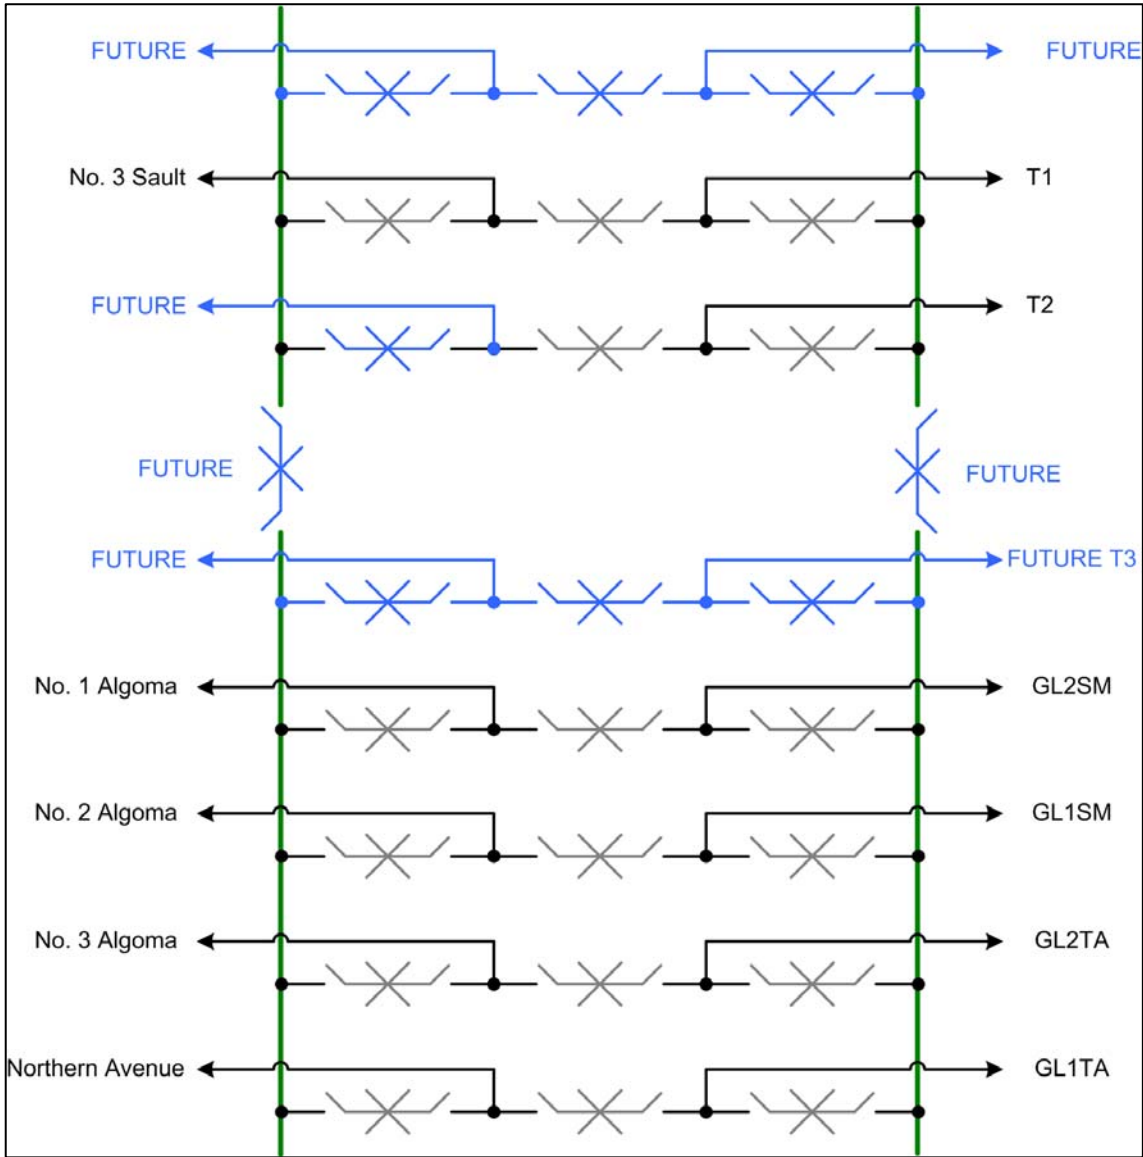 FUTURE FUTURE
No. 3 Sault T1
FUTURE T2
FUTURE FUTURE
FUTURE FUTURE T3
No. 1 Algoma GL2SM
No. 2 Algoma GL1SM
No. 3 Algoma GL2TA
Northern Avenue GL1TA